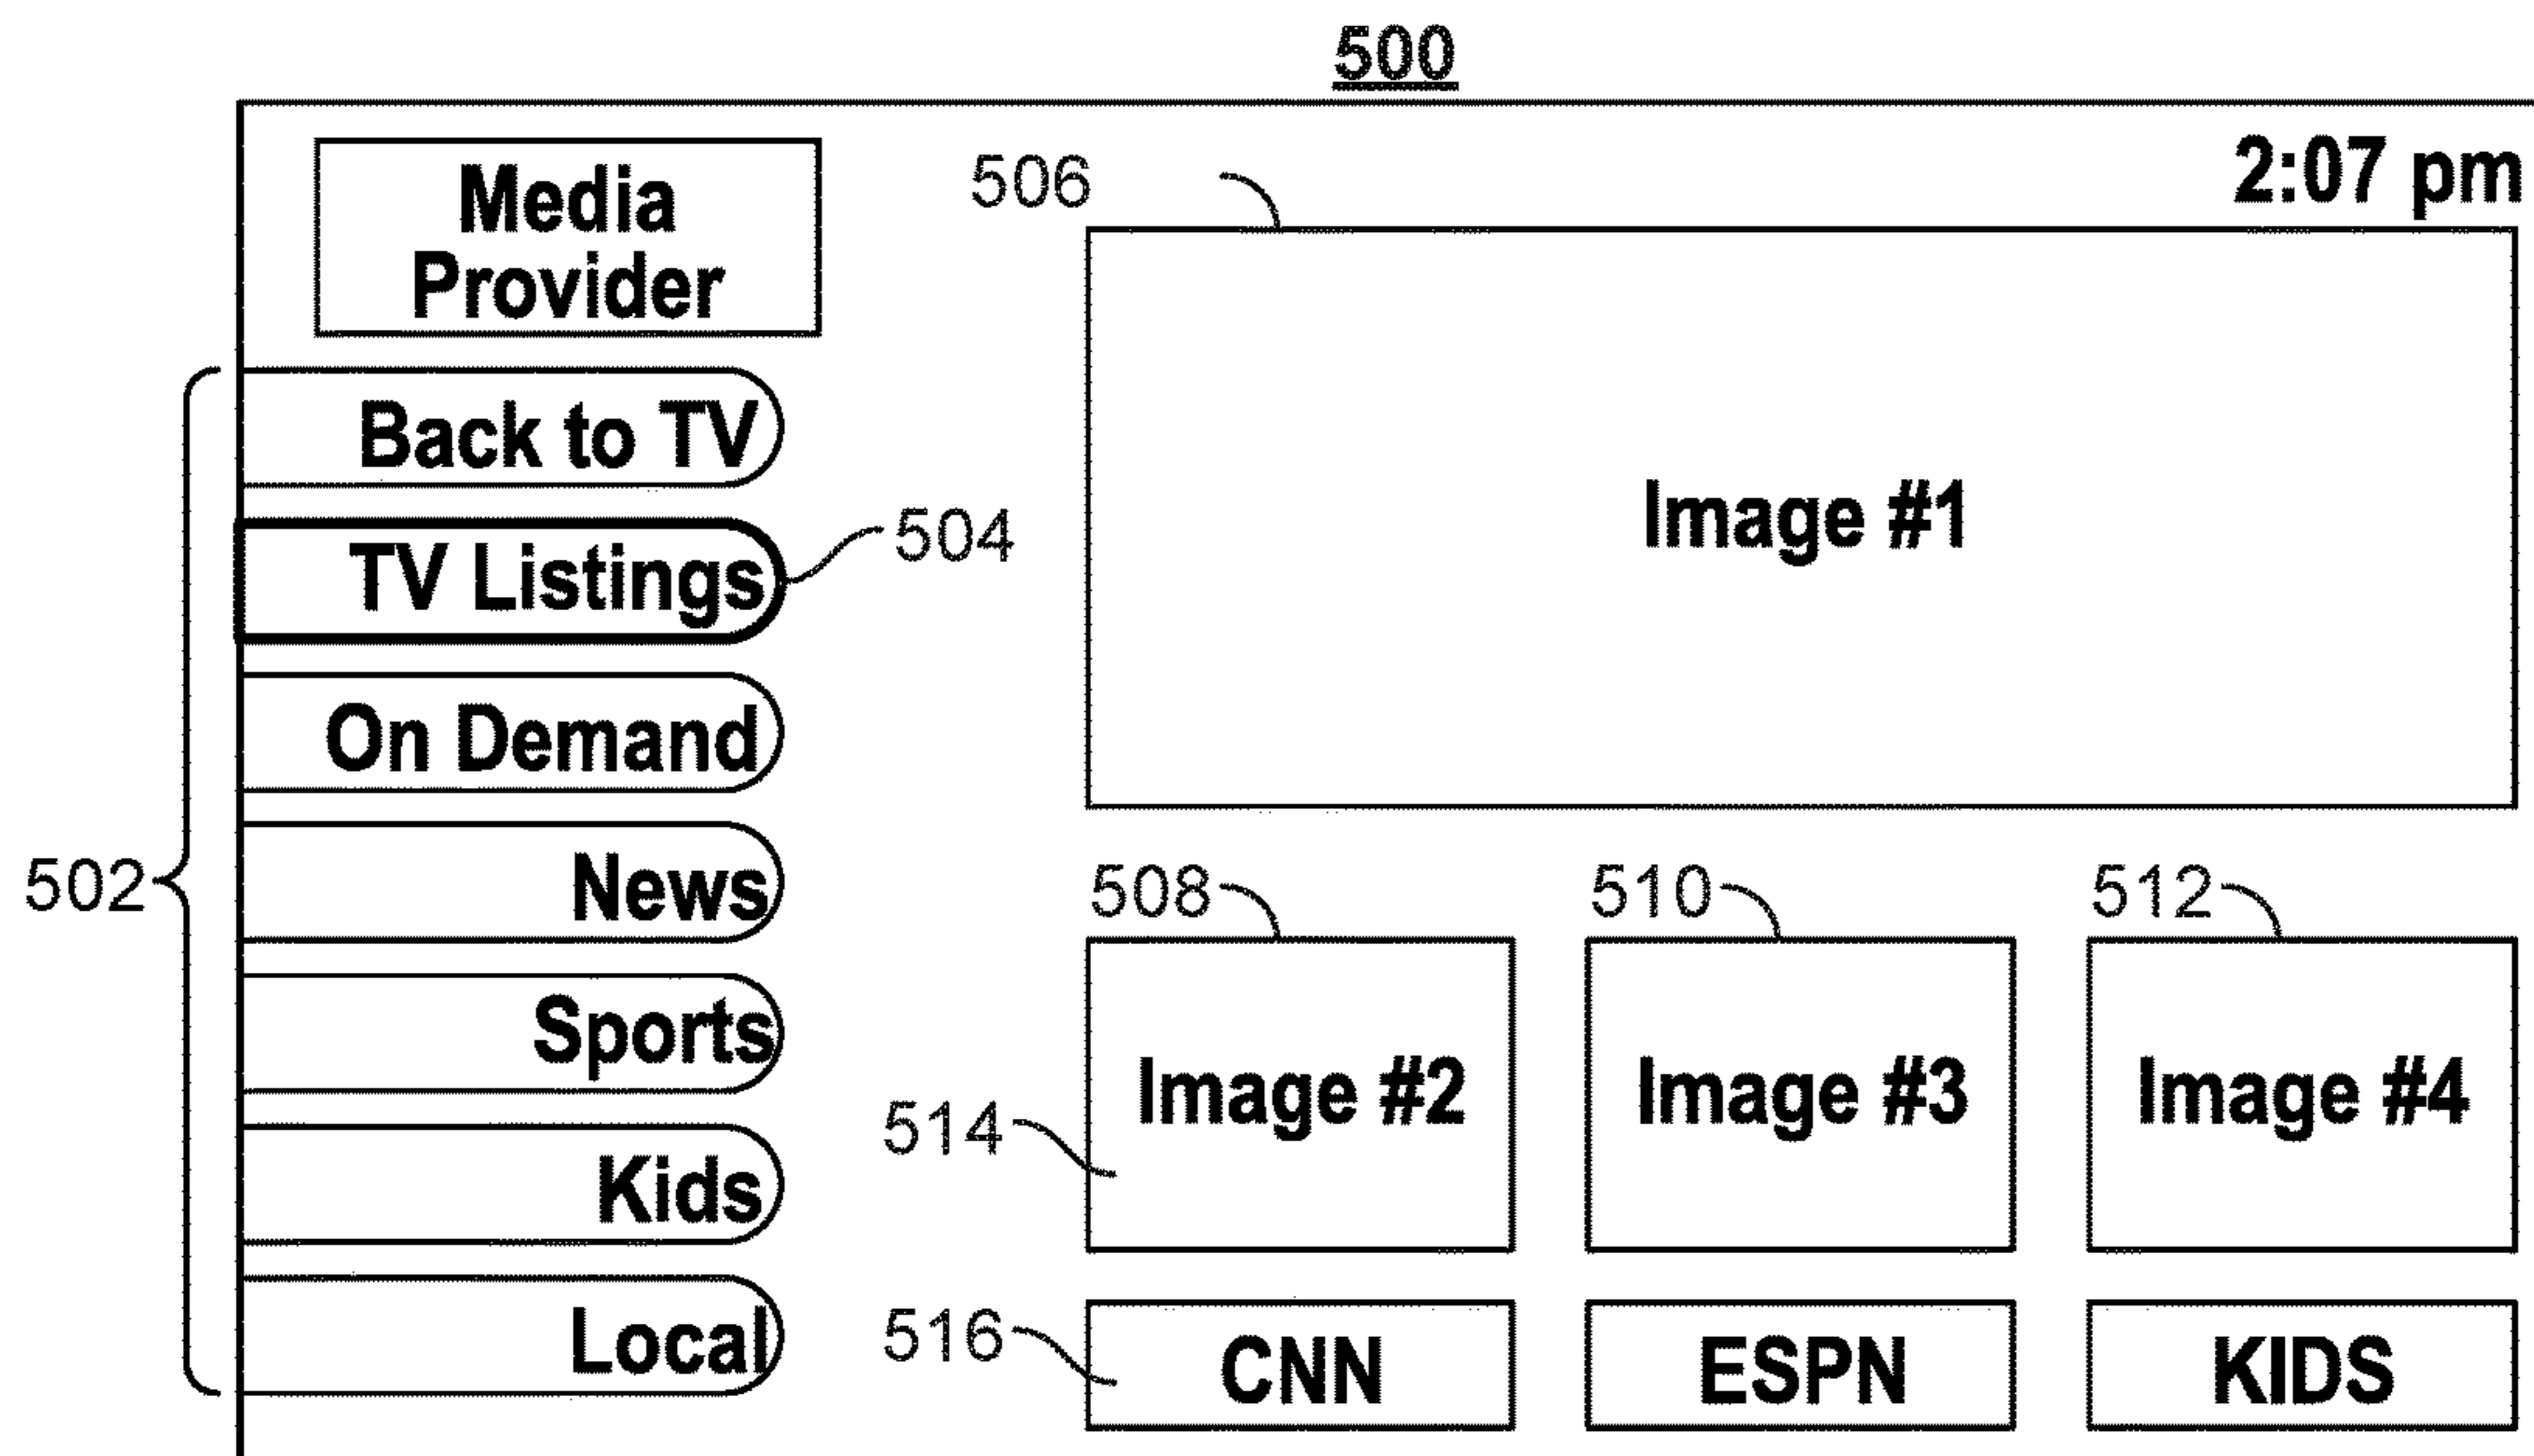 500
2:07 pm
Media
Provider
506
Back to TV
TV Listings
504
On Demand
News
Sports
Kids
Local
502
Image #1
508
510
512
Image #2
Image #3
Image #4
514
516
CNN
ESPN
KIDS